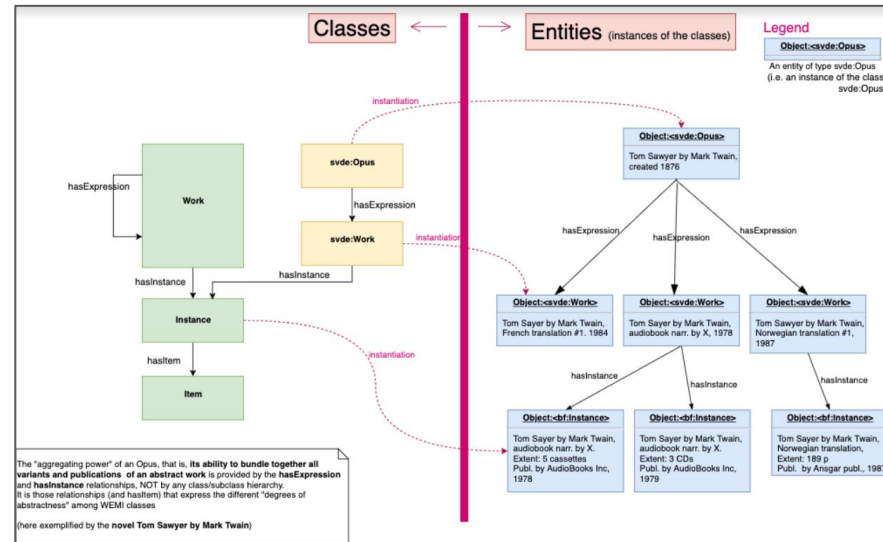 Classes
Entities (instances of the classes)
Legend
Object:<svde:Opus>
An entity of type svde:Opus
(i.e. an instance of the class
svde:Opus
instantiation
Object:<svde:Opus>
Tom Sawyer by Mark Twain,
created 1876
hasExpression
Work
svde:Opus
hasExpression
svde:Work
instantiation
hasExpression
hasExpression
hasExpression
hasInstance
hasInstance
Object:<svde:Work>
Tom Sayer by Mark Twain,
French translation #1. 1984
Object:<svde:Work>
Tom Sayer by Mark Twain,
audiobook narr. by X, 1978
Object:<svde:Work>
Tom Sawyer by Mark Twain,
Norwegian translation #1,
1987
Instance
instantiation
hasItem
hasInstance
hasInstance
Item
Object:<bf:Instance>
Tom Sayer by Mark Twain,
audiobook narr. by X.
Extent: 5 cassettes
Publ. by AudioBooks Inc,
1978
Object:<bf:Instance>
Tom Sayer by Mark Twain,
audiobook narr. by X.
Extent: 3 CDs
Publ. by AudioBooks Inc,
1979
Object:<bf:Instance>
Tom Sayer by Mark Twain,
Norwegian translation,
Extent: 189 p
Publ. by Ansgar publ., 1987
The "aggregating power" of an Opus, that is, its ability to bundle together all
variants and publications of an abstract work is provided by the hasExpression
and hasInstance relationships, NOT by any class/subclass hierarchy.
It is those relationships (and hasItem) that express the different "degrees of
abstractness" among WEMI classes
(here exemplified by the novel Tom Sawyer by Mark Twain)